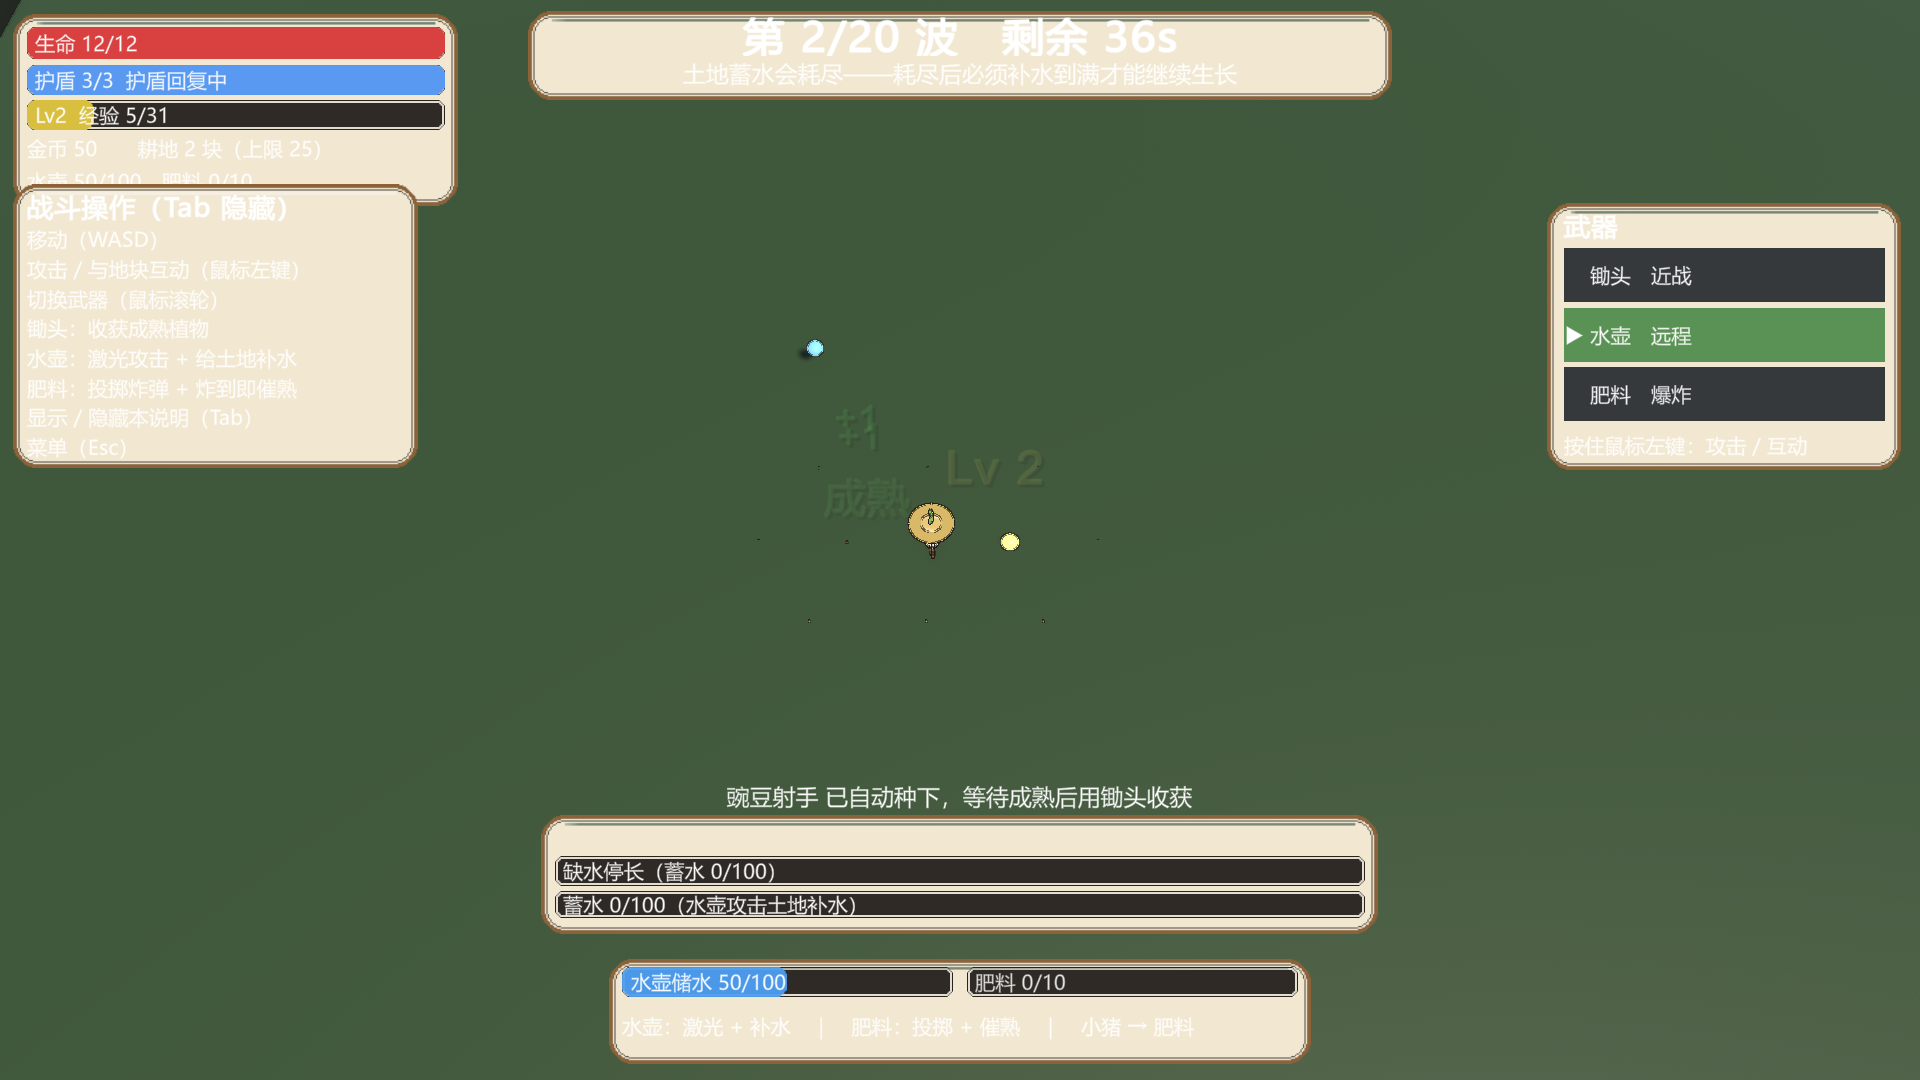 生命 12/12
护盾 3/3 护盾回复中
Lv2 经验 5/31
金币 50 耕地 2 块（上限 25）
水壶 50/100 肥料 0/10
战斗操作（Tab 隐藏）
移动（WASD）
攻击 / 与地块互动（鼠标左键）
切换武器（鼠标滚轮）
锄头：收获成熟植物
水壶：激光攻击 + 给土地补水
肥料：投掷炸弹 + 炸到即催熟
显示 / 隐藏本说明（Tab）
菜单（Esc）
第 2/20 波 剩余 36s
土地蓄水会耗尽——耗尽后必须补水到满才能继续生长
武器
锄头 近战
▶ 水壶 远程
肥料 爆炸
按住鼠标左键：攻击 / 互动
+1
+1
Lv 2
成熟
豌豆射手 已自动种下，等待成熟后用锄头收获
缺水停长（蓄水 0/100）
蓄水 0/100（水壶攻击土地补水）
水壶储水 50/100
肥料 0/10
水壶：激光 + 补水 | 肥料：投掷 + 催熟 | 小猪 → 肥料